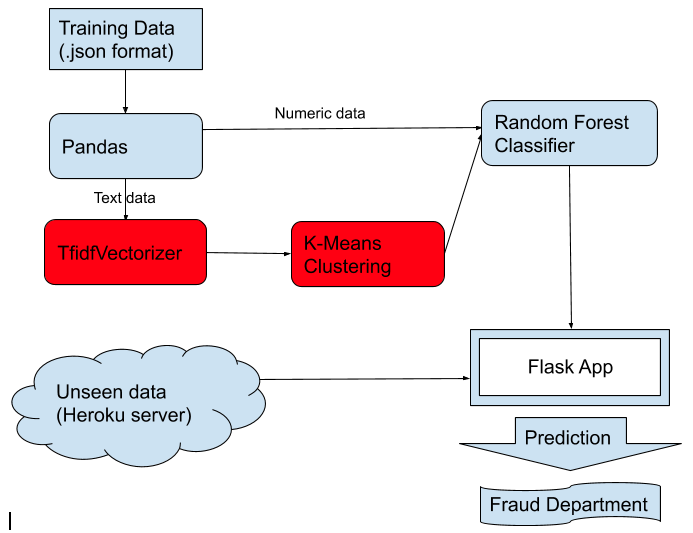 Training Data
(.json format)
Numeric data
Random Forest
Classifier
Pandas
Text data
TfidfVectorizer
K-Means
Clustering
Flask App
Unseen data
(Heroku server)
Prediction
Fraud Department